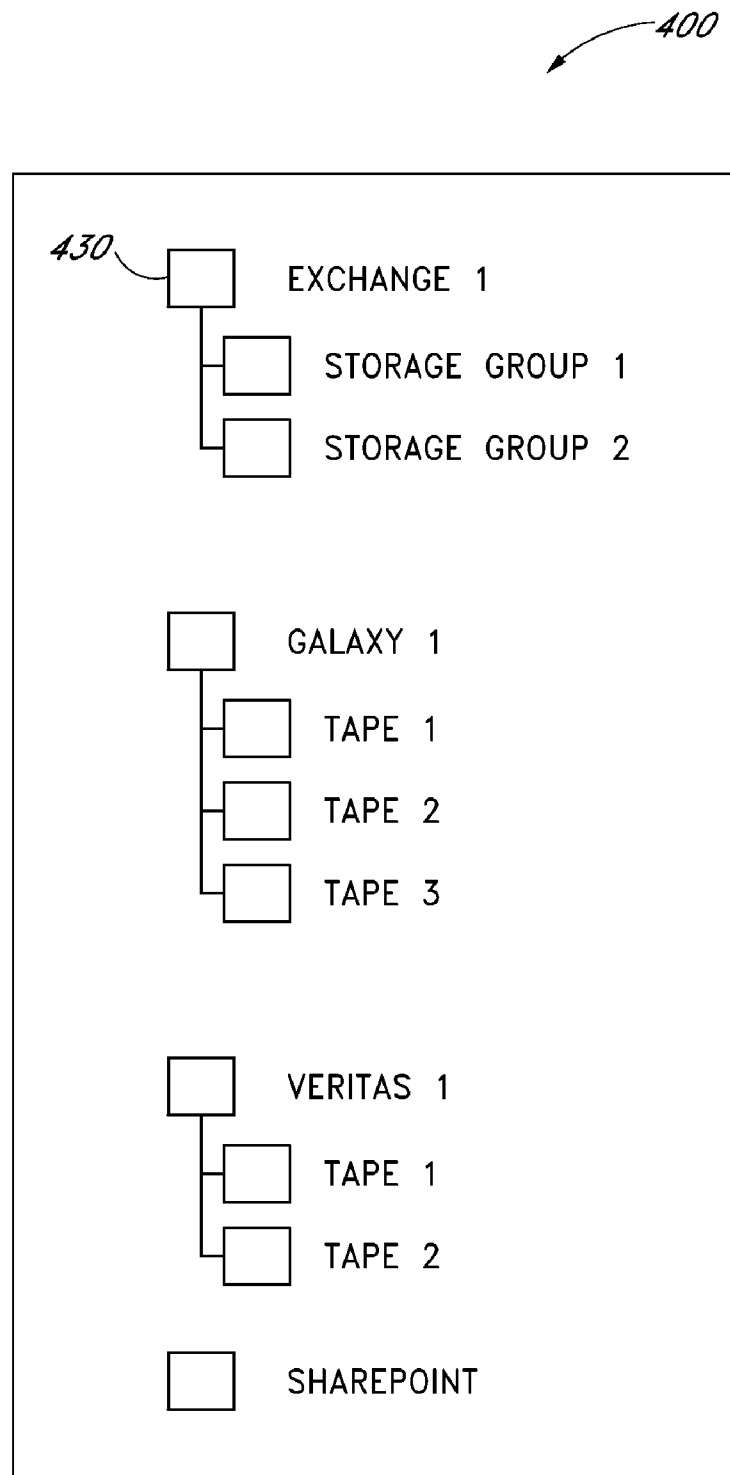 400
430
EXCHANGE 1
STORAGE GROUP 1
STORAGE GROUP 2
GALAXY 1
TAPE 1
TAPE 2
TAPE 3
VERITAS 1
TAPE 1
TAPE 2
SHAREPOINT